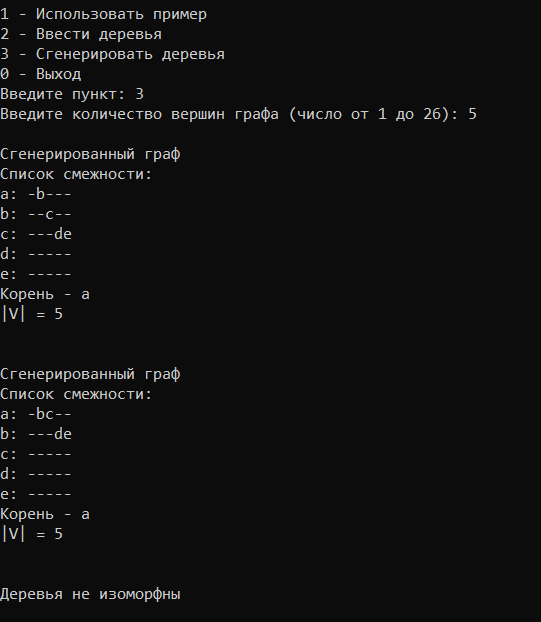 1 - Использовать пример
2 - Ввести деревья
3 - Сгенерировать деревья
0 - Выход
Введите пункт: 3
Введите количество вершин графа (число от 1 до 26): 5
Сгенерированный граф
Список смежности:
a: -b---
b: --c--
c: ---de
d: -----
e: -----
Корень - a
|V| = 5
Сгенерированный граф
Список смежности:
a: -bc--
b: ---de
c: -----
d: -----
e: -----
Корень - a
|V| = 5
Деревья не изоморфны